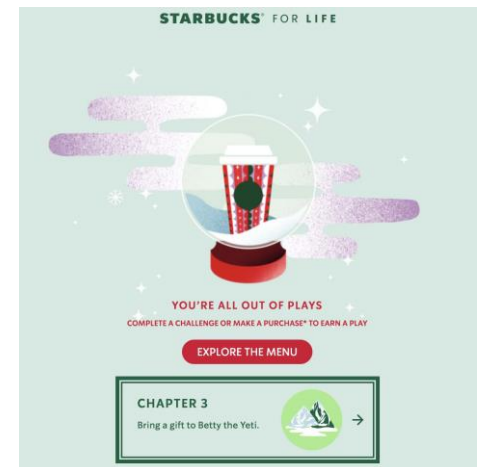 STARBUCKS® FOR LIFE
YOU'RE ALL OUT OF PLAYS
COMPLETE A CHALLENGE OR MAKE A PURCHASE* TO EARN A PLAY
EXPLORE THE MENU
CHAPTER 3
Bring a gift to Betty the Yeti.